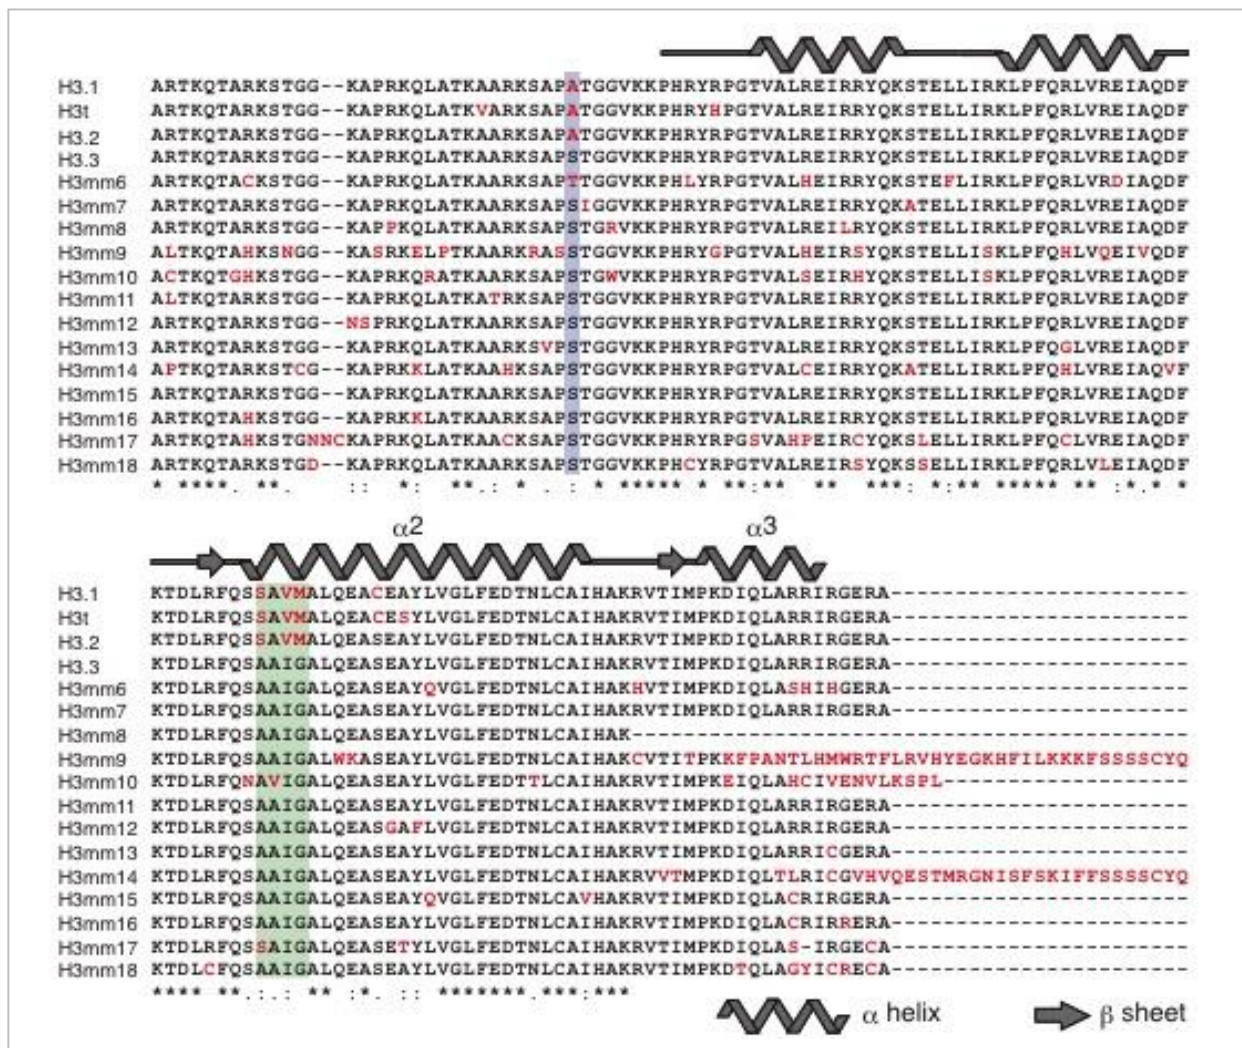 H3.1 ARTKQTARKSTGG--KAPRKQLATKAARKSAPATGGVKKPHRYRPGTVALREIRRYQKSTELLIRKLPFQRLVREIAQDF
H3t ARTKQTARKSTGG--KAPRKQLATKVARKSAPATGGVKKPHRYHPGTVALREIRRYQKSTELLIRKLPFQRLVREIAQDF
H3.2 ARTKQTARKSTGG--KAPRKQLATKAARKSAPATGGVKKPHRYRPGTVALREIRRYQKSTELLIRKLPFQRLVREIAQDF
H3.3 ARTKQTARKSTGG--KAPRKQLATKAARKSAPSTGGVKKPHRYRPGTVALREIRRYQKSTELLIRKLPFQRLVREIAQDF
H3mm6 ARTKQTACKSTGG--KAPRKQLATKAARKSAPTTGGVKKPHLYRPGTVALHEIRRYQKSTEFLIRKLPFQRLVRDIAQDF
H3mm7 ARTKQTARKSTGG--KAPRKQLATKAARKSAPSIGGVKKPHRYRPGTVALREIRRYQKATELLIRKLPFQRLVREIAQDF
H3mm8 ARTKQTARKSTGG--KAPPKQLATKAARKSAPSTGRVKKPHRYRPGTVALREIRLYQKSTELLIRKLPFQRLVREIAQDF
H3mm9 ALTKQTAHKSNGG--KASRKELPTKAARKRASSTGGVKKPHRYGPGTVALHEIRSYQKSTELLISKLPFQHLVQEIVQDF
H3mm10 ACTKQTGHKSTGG--KAPRKQRATKAARKSAPSTGWVKKPHRYRPGTVALSEIRHYQKSTELLISKLPFQRLVREIAQDF
H3mm11 ALTKQTARKSTGG--KAPRKQLATKATRKSAPSTGGVKKPHRYRPGTVALREIRRYQKSTELLIRKLPFQRLVREIAQDF
H3mm12 ARTKQTARKSTGG--NSPRKQLATKAARKSAPSTGGVKKPHRYRPGTVALREIRRYQKSTELLIRKLPFQRLVREIAQDF
H3mm13 ARTKQTARKSTGG--KAPRKQLATKAARKSVPSTGGVKKPHRYRPGTVALREIRRYQKSTELLIRKLPFQGLVREIAQDF
H3mm14 APTKQTARKSTCG--KAPRKKLATKAAHKSAPSTGGVKKPHRYRPGTVALCEIRRYQKATELLIRKLPFQHLVREIAQVF
H3mm15 ARTKQTARKSTGG--KAPRKQLATKAARKSAPSTGGVKKPHRYRPGTVALREIRRYQKSTELLIRKLPFQRLVREIAQDF
H3mm16 ARTKQTAHKSTGG--KAPRKKLATKAARKSAPSTGGVKKPHRYRPGTVALREIRRYQKSTELLIRKLPFQRLVREIAQDF
H3mm17 ARTKQTAHKSTGNNCKAPRKQLATKAACKSAPSTGGVKKPHRYRPGSVAHPEIRCYQKSLELLIRKLPFQCLVREIAQDF
H3mm18 ARTKQTARKSTGD--KAPRKQLATKAARKSAPSTGGVKKPHCYRPGTVALREIRSYQKSSELLIRKLPFQRLVLEIAQDF
* ****. **. :: *: **.: * . : ** **** * **:** *** *** *.:*:** ***** ** :*.* *
α2 α3
H3.1 KTDLRFQSSAVMALQEACEAYLVGLFEDTNLCAIHAKRVTIMPKDIQLARRIRGERA-----------------------
H3t KTDLRFQSSAVMALQEACESYLVGLFEDTNLCAIHAKRVTIMPKDIQLARRIRGERA-----------------------
H3.2 KTDLRFQSSAVMALQEASEAYLVGLFEDTNLCAIHAKRVTIMPKDIQLARRIRGERA-----------------------
H3.3 KTDLRFQSAAIGALQEASEAYLVGLFEDTNLCAIHAKRVTIMPKDIQLARRIRGERA-----------------------
H3mm6 KTDLRFQSAAIGALQEASEAYQVGLFEDTNLCAIHAKHVTIMPKDIQLASHIHGERA-----------------------
H3mm7 KTDLRFQSAAIGALQEASEAYLVGLFEDTNLCAIHAKRVTIMPKDIQLARRIRGERA-----------------------
H3mm8 KTDLRFQSAAIGALQEASEAYLVGLFEDTNLCAIHAK-------------------------------------------
H3mm9 KTDLRFQSAAIGALWKASEAYLVGLFEDTNLCAIHAKCVTITPKKFPANTLHMWRTFLRVHYEGKHFILKKKFSSSSCYQ
H3mm10 KTDLRFQNAVIGALQEASEAYLVGLFEDTTLCAIHAKRVTIMPKEIQLAHCIVENVLKSPL-------------------
H3mm11 KTDLRFQSAAIGALQEASEAYLVGLFEDTNLCAIHAKRVTIMPKDIQLARRIRGERA-----------------------
H3mm12 KTDLRFQSAAIGALQEASGAFLVGLFEDTNLCAIHAKRVTIMPKDIQLARRIRGERA-----------------------
H3mm13 KTDLRFQSAAIGALQEASEAYLVGLFEDTNLCAIHAKRVTIMPKDIQLARRICGERA-----------------------
H3mm14 KTDLRFQSAAIGALQEASEAYLVGLFEDTNLCAIHAKRVVTMPKDIQLTLRICGVHVQESTMRGNISFSKIFFSSSSCYQ
H3mm15 KTDLRFQSAAIGALQEASEAYQVGLFEDTNLCAVHAKRVTIMPKDIQLACRIRGERA-----------------------
H3mm16 KTDLRFQSAAIGALQEASEAYLVGLFEDTNLCAIHAKRVTIMPKDIQLACRIRRERA-----------------------
H3mm17 KTDLRFQSSAIGALQEASETYLVGLFEDTNLCAIHAKRVTIMPKDIQLAS-IRGECA-----------------------
H3mm18 KTDLCFQSAAIGALQEASEAYLVGLFEDTNLCAIHAKRVTIMPKDTQLAGYICRECA-----------------------
**** **.:.: ** :*. :: *******.***:***
α helix β sheet